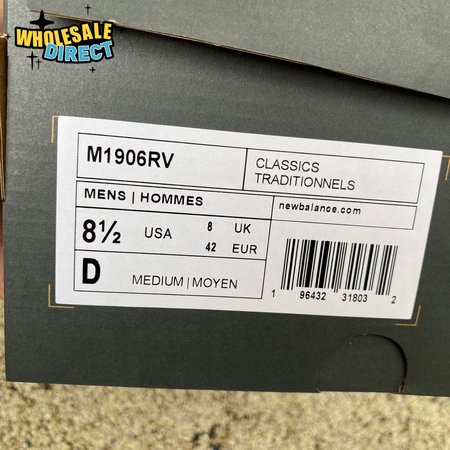 WHOLESALE
DIRECT
M1906RV
CLASSICS
TRADITIONNELS
MENS | HOMMES
newbalance.com
8½ USA 8 UK
42 EUR
D MEDIUM | MOYEN
1 96432 31803 2